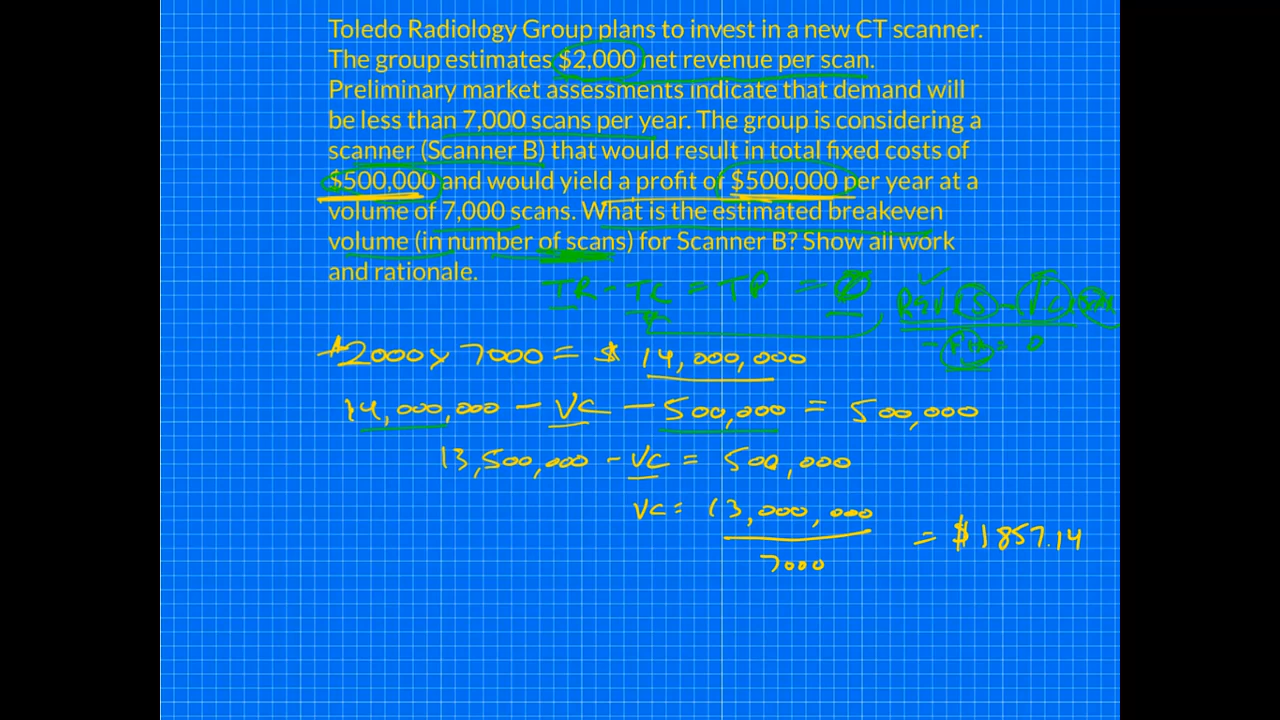 Toledo Radiology Group plans to invest in a new CT scanner.
The group estimates $2,000 net revenue per scan.
Preliminary market assessments indicate that demand will
be less than 7,000 scans per year. The group is considering a
scanner (Scanner B) that would result in total fixed costs of
$500,000 and would yield a profit of $500,000 per year at a
volume of 7,000 scans. What is the estimated breakeven
volume (in number of scans) for Scanner B? Show all work
and rationale.
TR - TC = TP =
= 0
$2000 x 7000 = $ 14,000,000
14,000,000 - VC - 500,000 = 500,000
13,500,000 - VC = 500,000
VC = 13,000,000
7000
= $1857.14